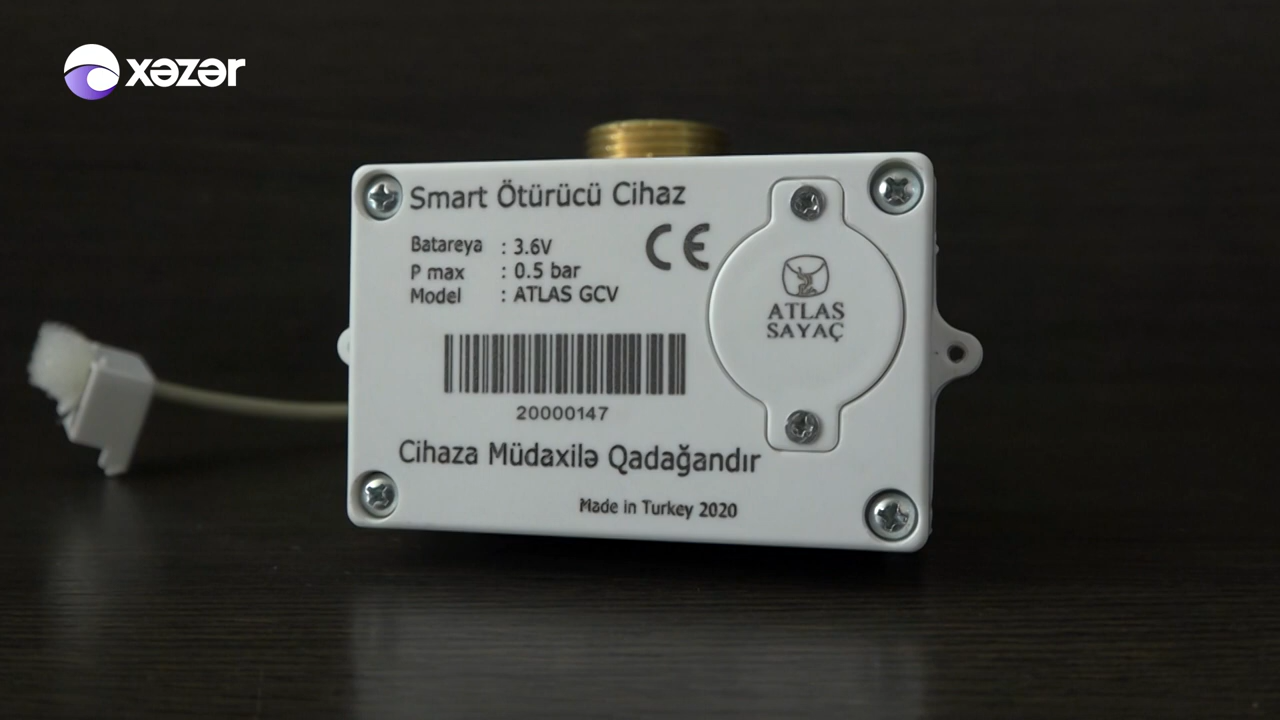 xəzər
Smart Ötürücü Cihaz
CE
Batareya : 3.6V
P max : 0.5 bar
Model : ATLAS GCV
ATLAS
SAYAÇ
20000147
Cihaza Müdaxilə Qadağandır
Made in Turkey 2020